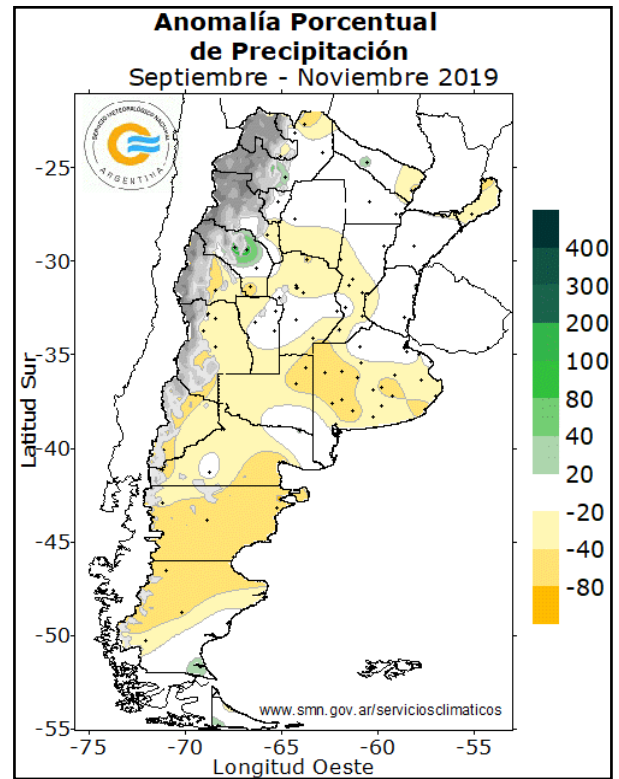 Anomalía Porcentual
de Precipitación
Septiembre - Noviembre 2019
SERVICIO METEOROLÓGICO NACIONAL
ARGENTINA
-25
-30
-35
-40
-45
-50
-55
Latitud Sur
-75
-70
-65
-60
-55
Longitud Oeste
400
300
200
100
80
40
20
-20
-40
-80
www.smn.gov.ar/serviciosclimaticos